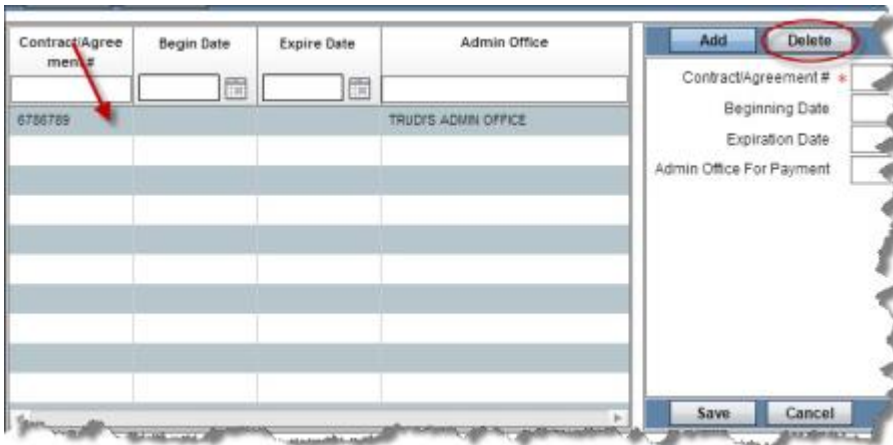 Contract/Agree
ment #
Begin Date
Expire Date
Admin Office
6786789
TRUDI'S ADMIN OFFICE
Add
Delete
Contract/Agreement # *
Beginning Date
Expiration Date
Admin Office For Payment
Save
Cancel